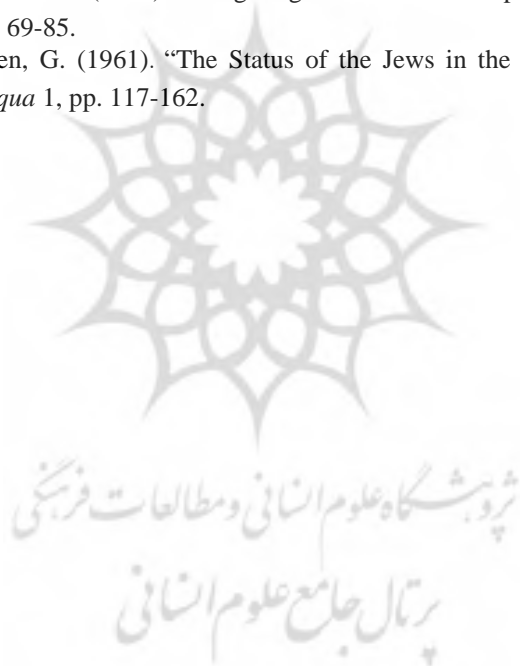 69-85.
en, G. (1961). “The Status of the Jews in the
qua 1, pp. 117-162.
پژوهشگاه علوم انسانی و مطالعات فرهنگی
پرتال جامع علوم انسانی